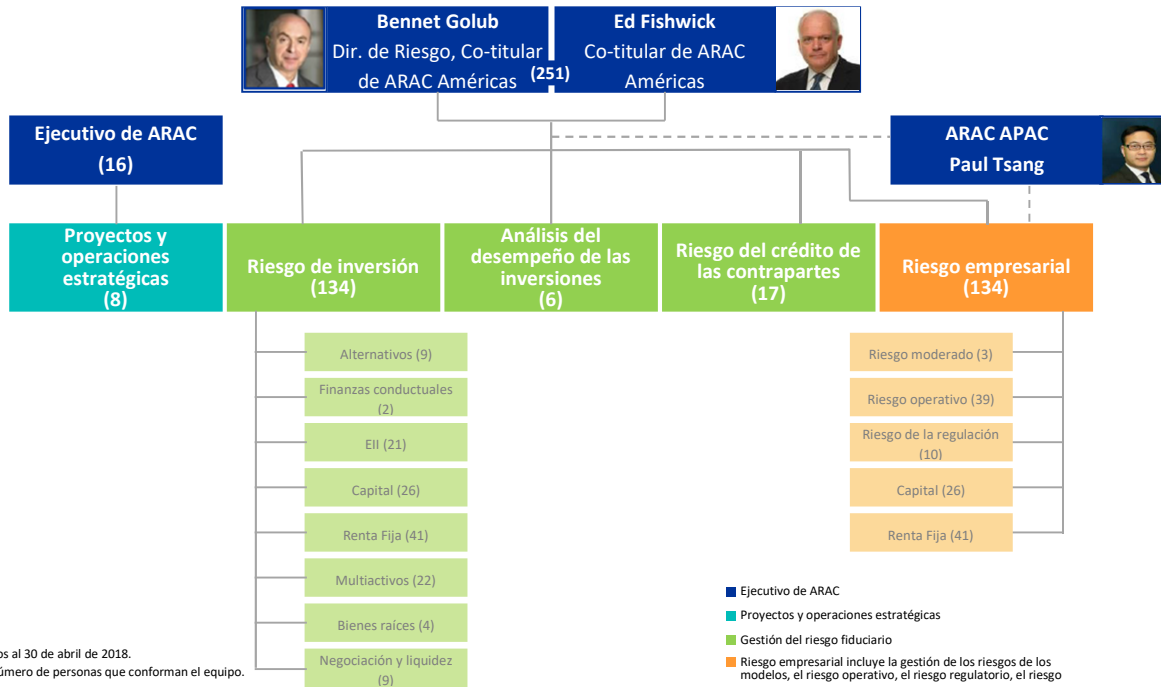 Bennet Golub
Dir. de Riesgo, Co-titular
de ARAC Américas
(251)
Ed Fishwick
Co-titular de ARAC
Américas
Ejecutivo de ARAC
(16)
ARAC APAC
Paul Tsang
Proyectos y
operaciones
estratégicas
(8)
Riesgo de inversión
(134)
Análisis del
desempeño de las
inversiones
(6)
Riesgo del crédito de
las contrapartes
(17)
Riesgo empresarial
(134)
Alternativos (9)
Finanzas conductuales
(2)
EII (21)
Capital (26)
Renta Fija (41)
Multiactivos (22)
Bienes raíces (4)
Negociación y liquidez
(9)
Riesgo moderado (3)
Riesgo operativo (39)
Riesgo de la regulación
(10)
Capital (26)
Renta Fija (41)
Ejecutivo de ARAC
Proyectos y operaciones estratégicas
Gestión del riesgo fiduciario
Riesgo empresarial incluye la gestión de los riesgos de los
modelos, el riesgo operativo, el riesgo regulatorio, el riesgo
al 30 de abril de 2018.
de personas que conforman el equipo.